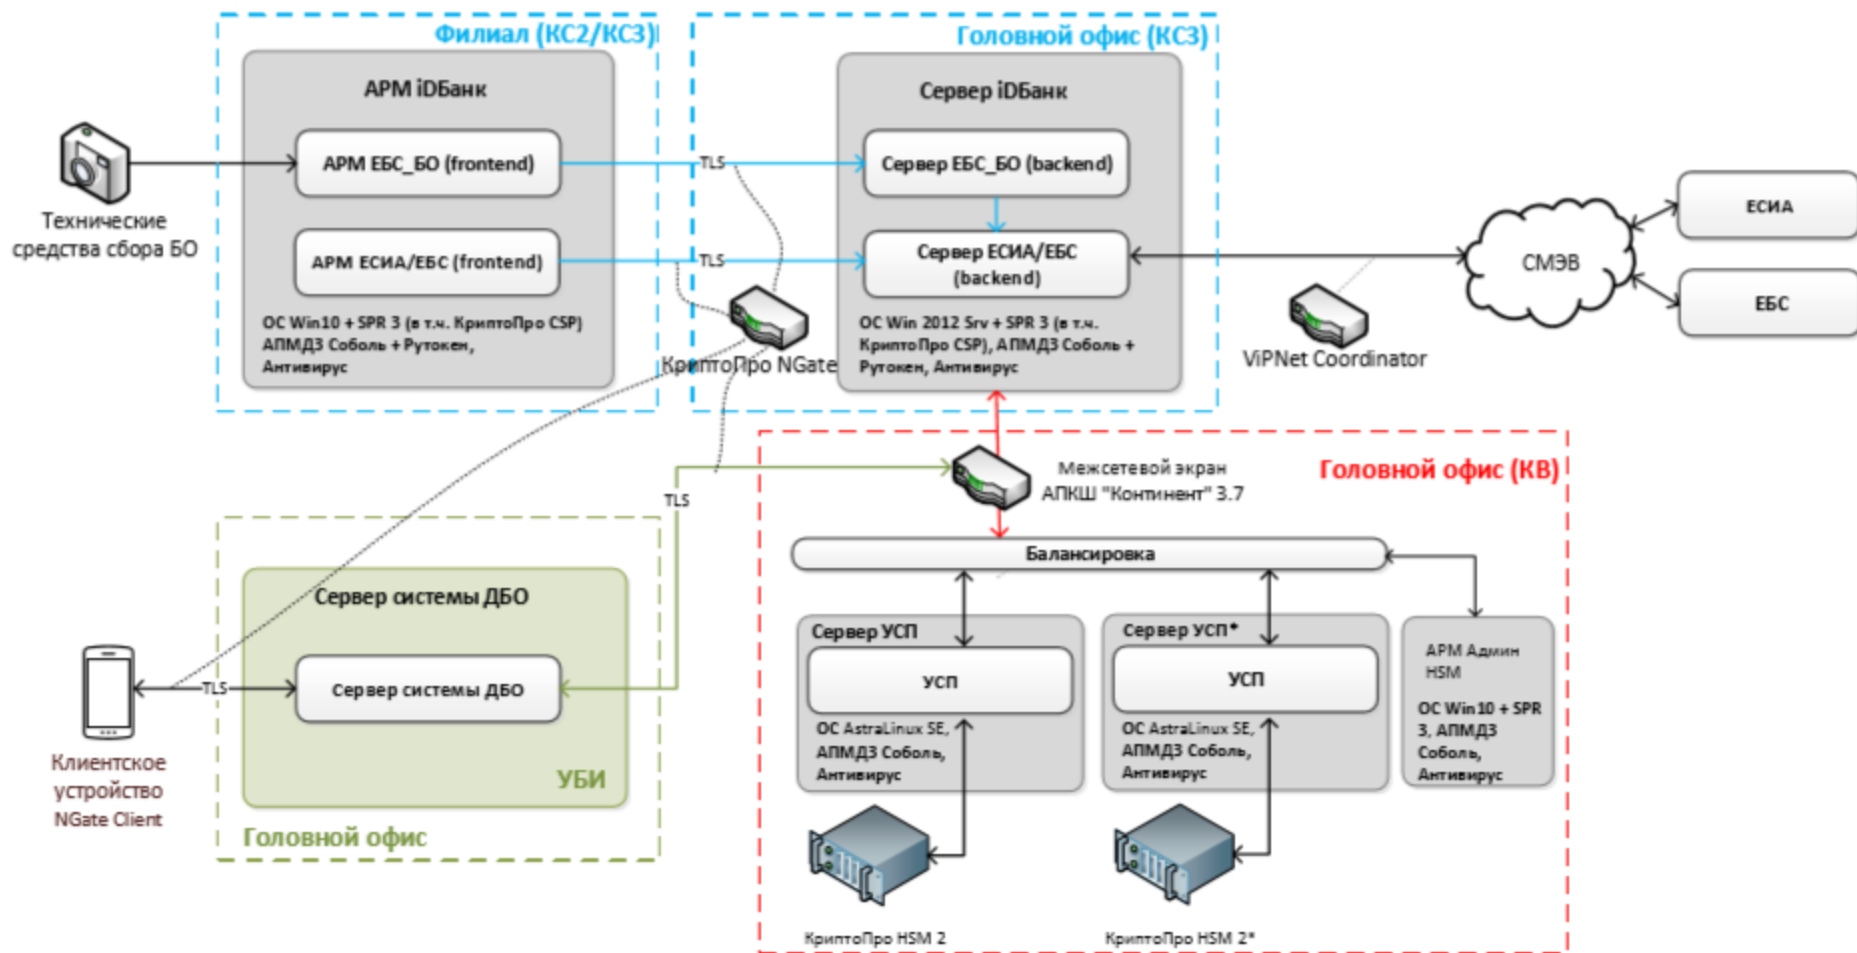 Филиал (КС2/КС3)
АРМ iDБанк
АРМ ЕБС_БО (frontend)
АРМ ЕСИА/ЕБС (frontend)
ОС Win10 + SPR 3 (в т.ч. КриптоПро CSP)
АПМДЗ Соболь + Рутокен,
Антивирус
Технические
средства сбора БО
TLS
TLS
КриптоПро NGate
Головной офис (КС3)
Сервер iDБанк
Сервер ЕБС_БО (backend)
Сервер ЕСИА/ЕБС
(backend)
ОС Win 2012 Srv + SPR 3 (в т.ч.
КриптоПро CSP), АПМДЗ Соболь +
Рутокен, Антивирус
ViPNet Coordinator
СМЭВ
ЕСИА
ЕБС
Головной офис (КВ)
Межсетевой экран
АПКШ "Континент" 3.7
TLS
Балансировка
Сервер УСП
УСП
ОС AstraLinux SE,
АПМДЗ Соболь,
Антивирус
КриптоПро HSM 2
Сервер УСП*
УСП
ОС AstraLinux SE,
АПМДЗ Соболь,
Антивирус
КриптоПро HSM 2*
АРМ Админ
HSM
ОС Win10 + SPR
3, АПМДЗ
Соболь,
Антивирус
Сервер системы ДБО
Сервер системы ДБО
УБИ
Головной офис
TLS
Клиентское
устройство
NGate Client